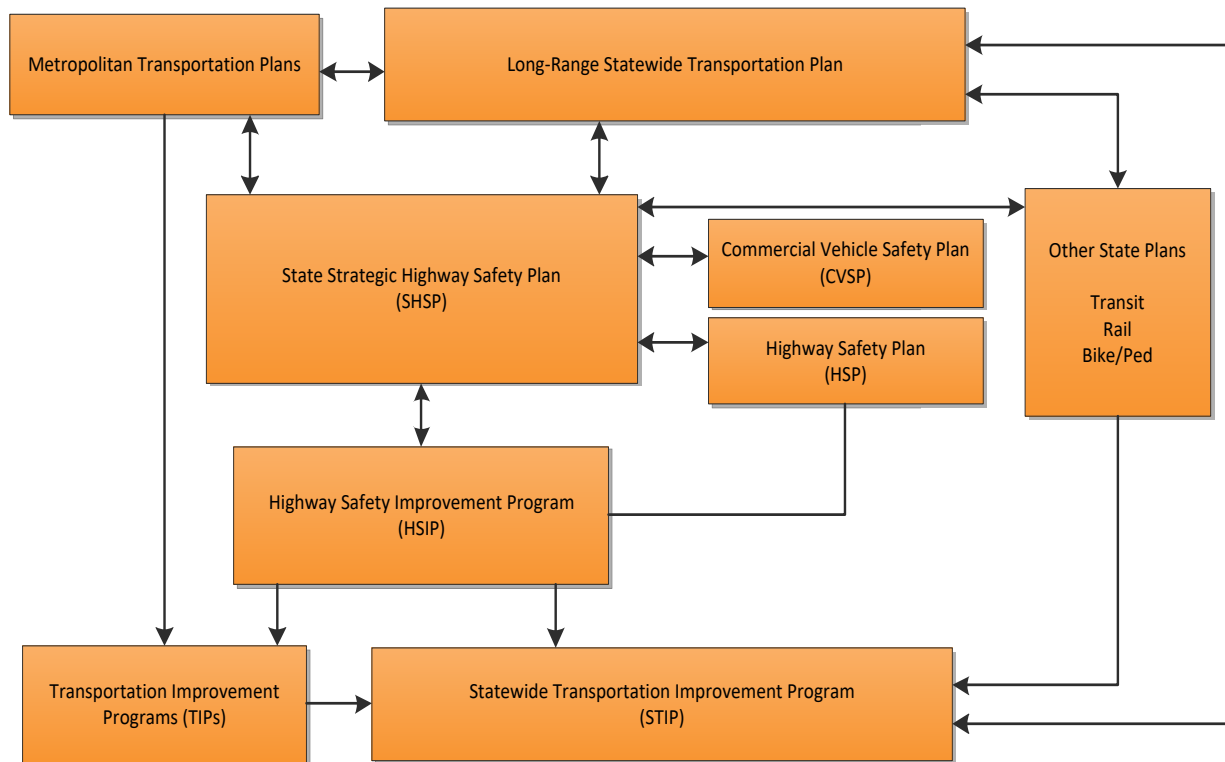 Metropolitan Transportation Plans
Long-Range Statewide Transportation Plan
State Strategic Highway Safety Plan
(SHSP)
Commercial Vehicle Safety Plan
(CVSP)
Highway Safety Plan
(HSP)
Other State Plans
Transit
Rail
Bike/Ped
Highway Safety Improvement Program
(HSIP)
Transportation Improvement
Programs (TIPs)
Statewide Transportation Improvement Program
(STIP)